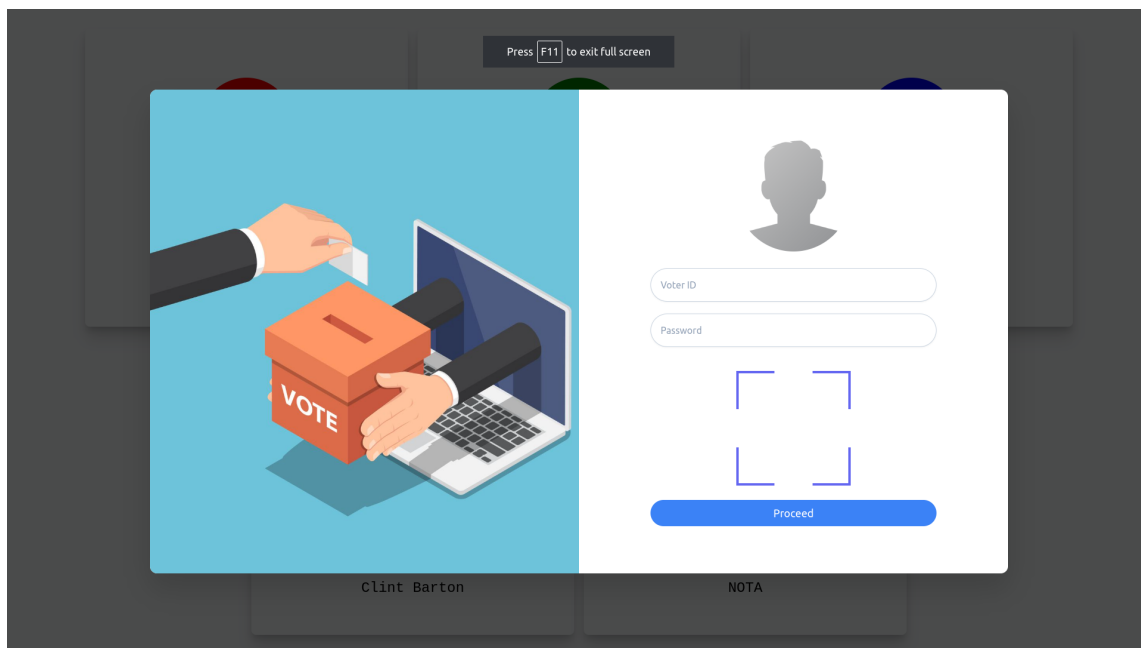 Press F11 to exit full screen
Voter ID
Password
VOTE
Proceed
Clint Barton
NOTA